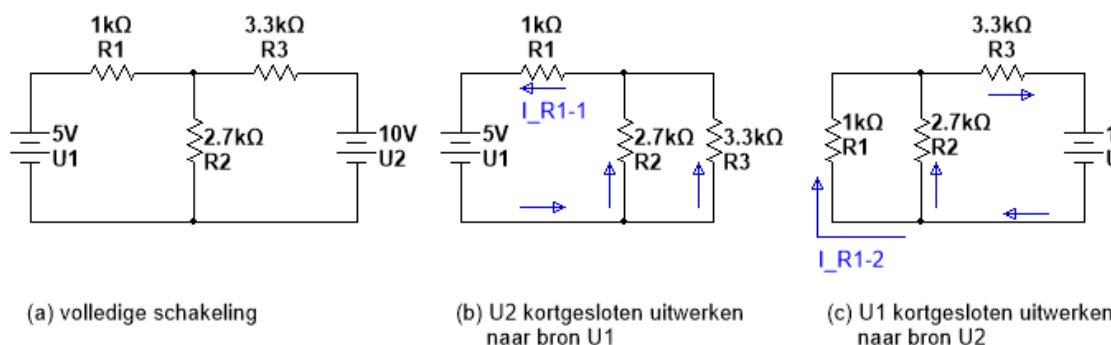 1kΩ
R1
3.3kΩ
R3
5V
U1
2.7kΩ
R2
10V
U2
(a) volledige schakeling
1kΩ
R1
I_R1-1
5V
U1
2.7kΩ
R2
3.3kΩ
R3
(b) U2 kortgesloten uitwerken
naar bron U1
3.3kΩ
R3
1kΩ
R1
2.7kΩ
R2
I_R1-2
(c) U1 kortgesloten uitwerken
naar bron U2